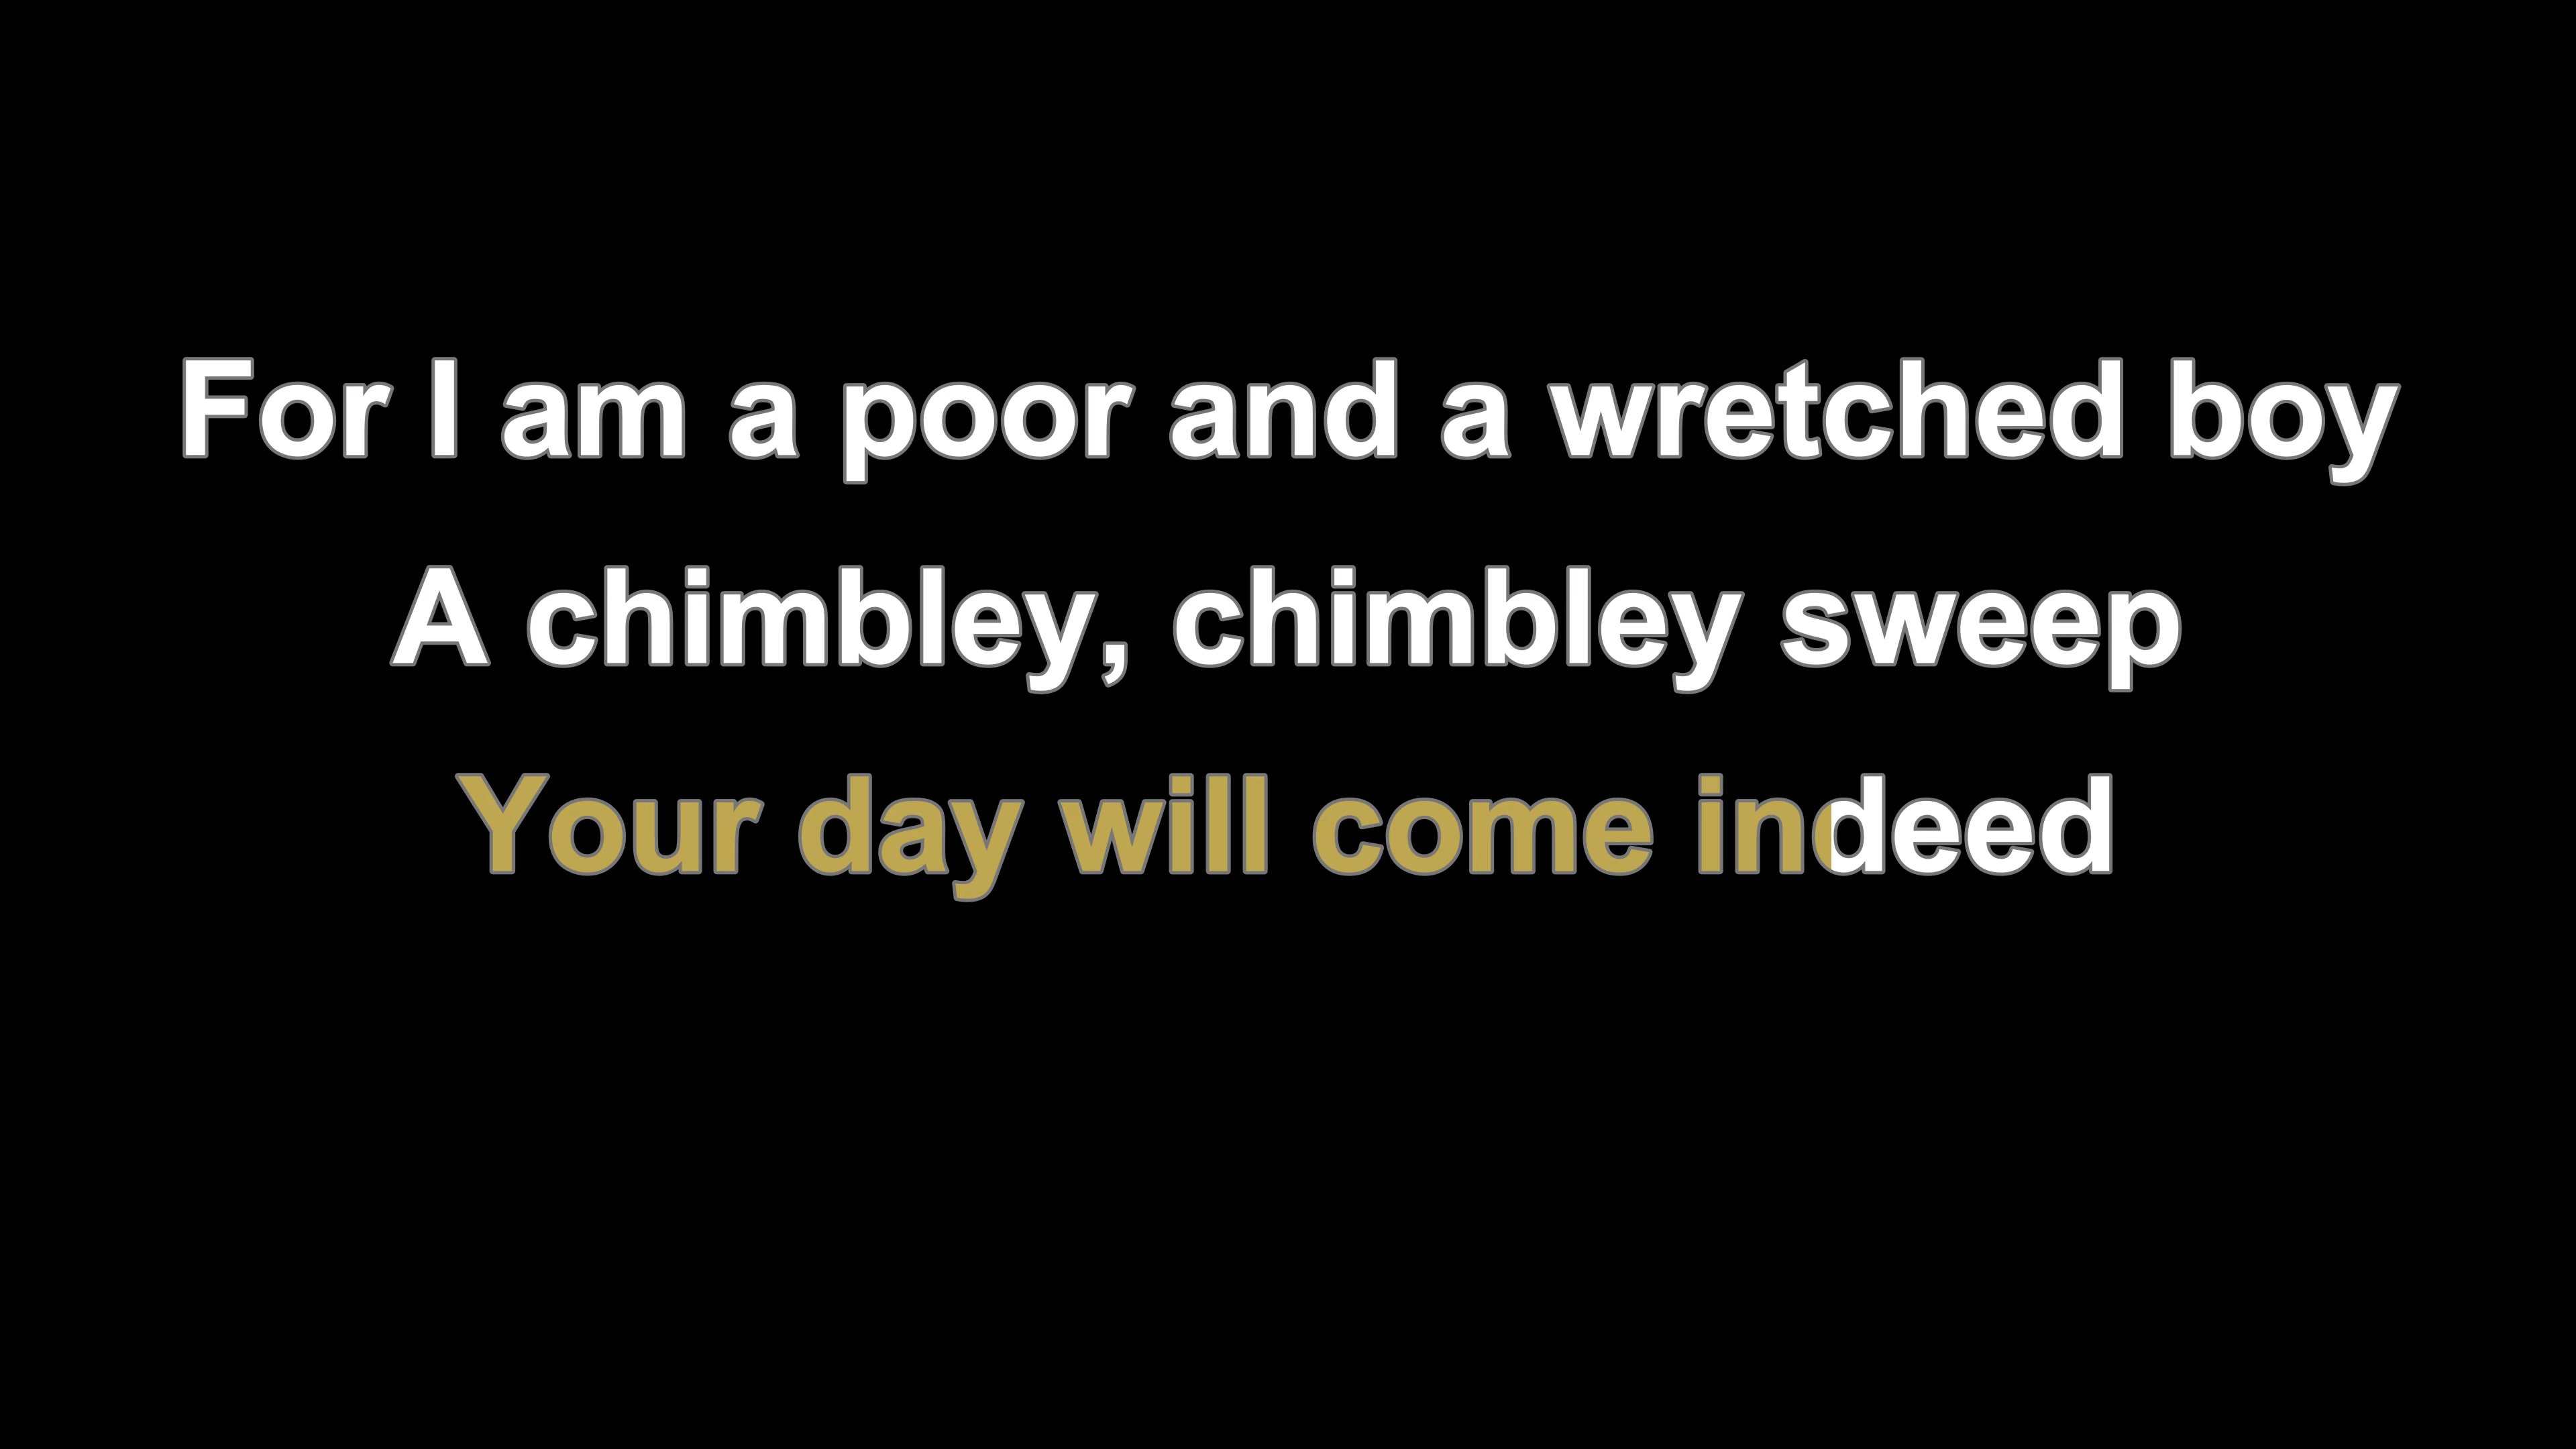 For I am a poor and a wretched boy
A chimbley, chimbley sweep
Your day will come indeed